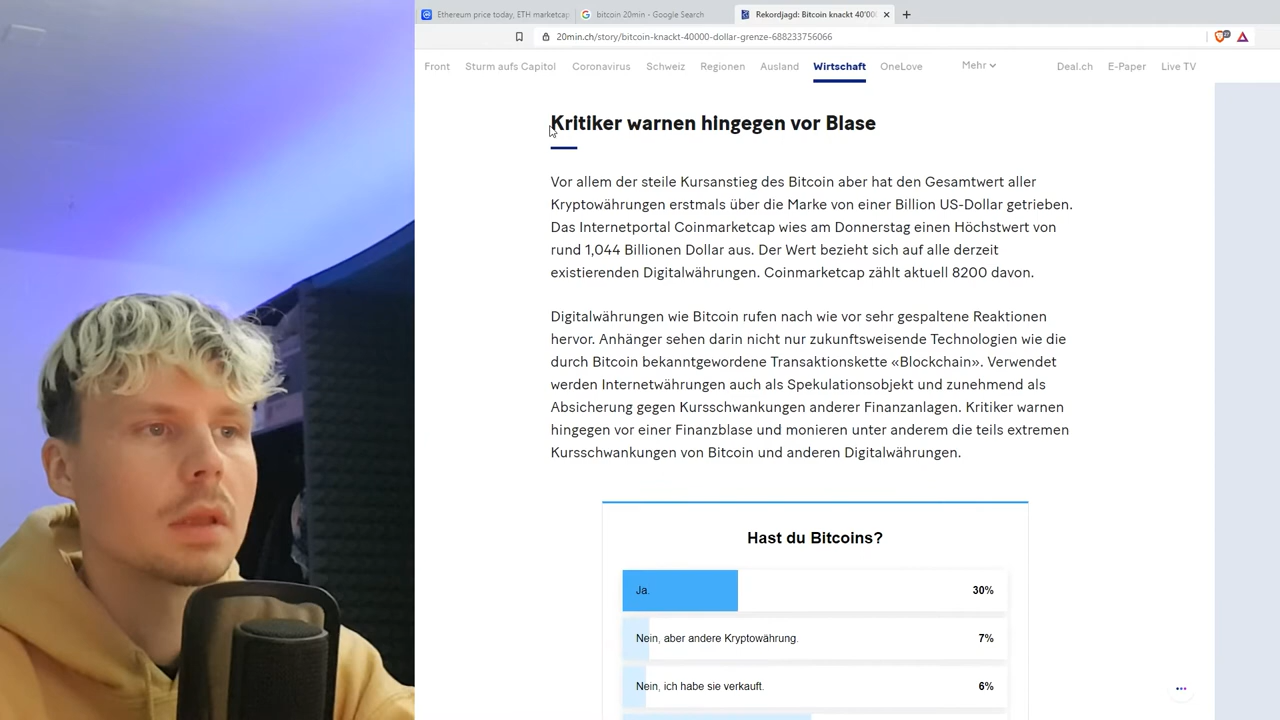 Ethereum price today, ETH marketcap
bitcoin 20min - Google Search
Rekordjagd: Bitcoin knackt 40'00
20min.ch/story/bitcoin-knackt-40000-dollar-grenze-688233756066
Front Sturm aufs Capitol Coronavirus Schweiz Regionen Ausland Wirtschaft OneLove Mehr Deal.ch E-Paper Live TV
Kritiker warnen hingegen vor Blase
Vor allem der steile Kursanstieg des Bitcoin aber hat den Gesamtwert aller
Kryptowährungen erstmals über die Marke von einer Billion US-Dollar getrieben.
Das Internetportal Coinmarketcap wies am Donnerstag einen Höchstwert von
rund 1,044 Billionen Dollar aus. Der Wert bezieht sich auf alle derzeit
existierenden Digitalwährungen. Coinmarketcap zählt aktuell 8200 davon.
Digitalwährungen wie Bitcoin rufen nach wie vor sehr gespaltene Reaktionen
hervor. Anhänger sehen darin nicht nur zukunftsweisende Technologien wie die
durch Bitcoin bekanntgewordene Transaktionskette «Blockchain». Verwendet
werden Internetwährungen auch als Spekulationsobjekt und zunehmend als
Absicherung gegen Kursschwankungen anderer Finanzanlagen. Kritiker warnen
hingegen vor einer Finanzblase und monieren unter anderem die teils extremen
Kursschwankungen von Bitcoin und anderen Digitalwährungen.
Hast du Bitcoins?
Ja. 30%
Nein, aber andere Kryptowährung. 7%
Nein, ich habe sie verkauft. 6%